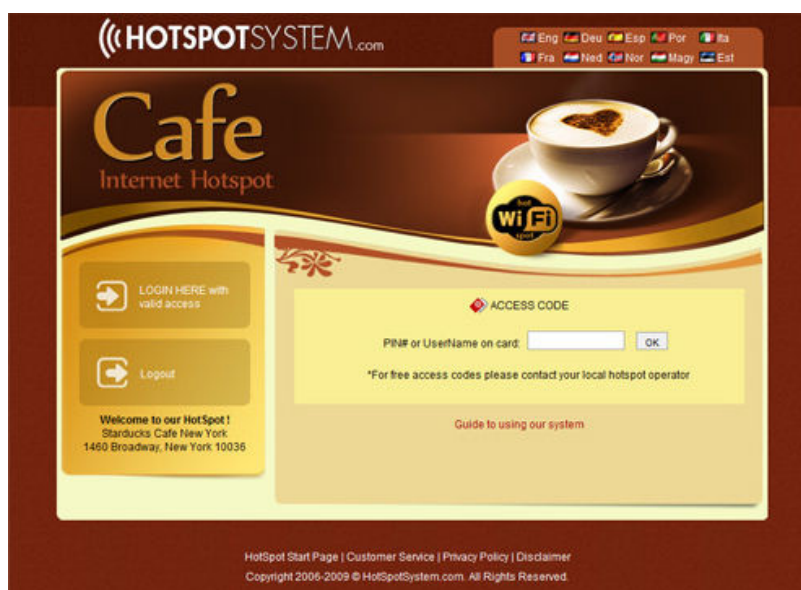 ((( HOTSPOTSYSTEM.com
Eng Deu Esp Por Ita
Fra Ned Nor Magy Est
Cafe
Internet Hotspot
hot
Wi Fi
spot
LOGIN HERE with
valid access
Logout
Welcome to our HotSpot !
Starducks Cafe New York
1460 Broadway, New York 10036
ACCESS CODE
PIN# or UserName on card:
OK
*For free access codes please contact your local hotspot operator
Guide to using our system
HotSpot Start Page | Customer Service | Privacy Policy | Disclaimer
Copyright 2006-2009 © HotSpotSystem.com. All Rights Reserved.